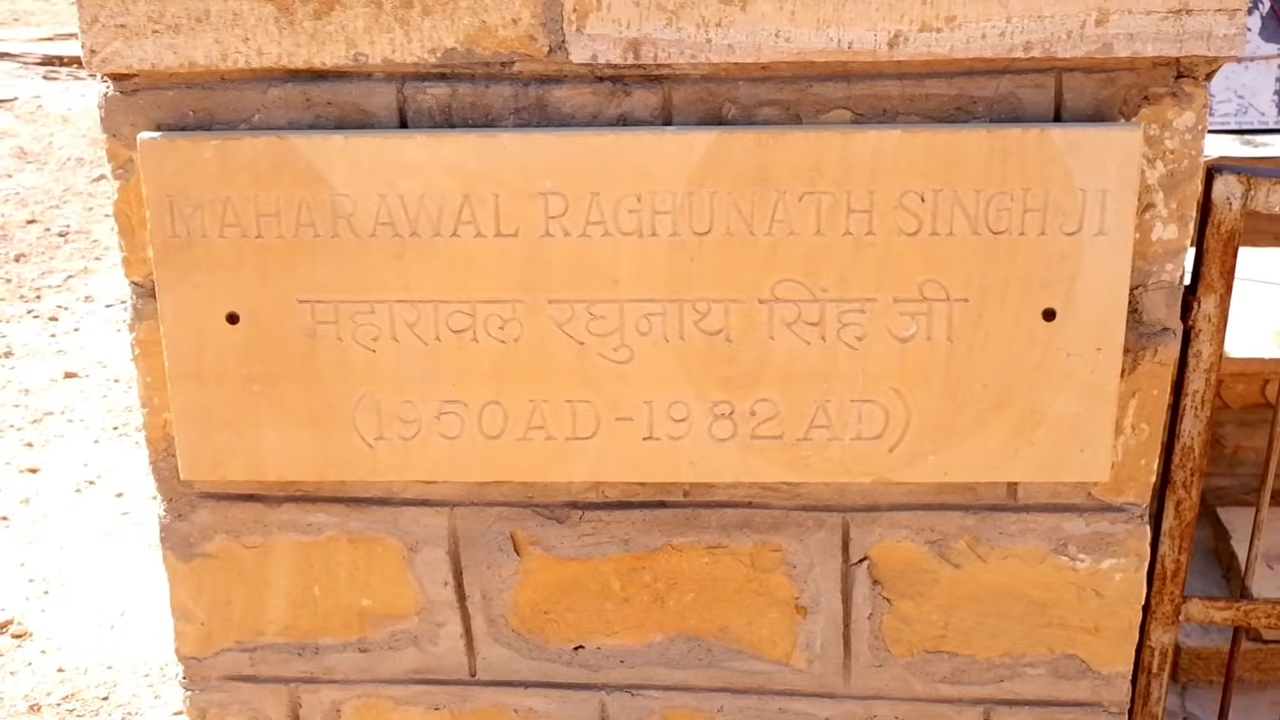 MAHARAWAL RAGHUNATH SINGH JI
महारावल रघुनाथ सिंह जी
(1950 AD - 1982 AD)